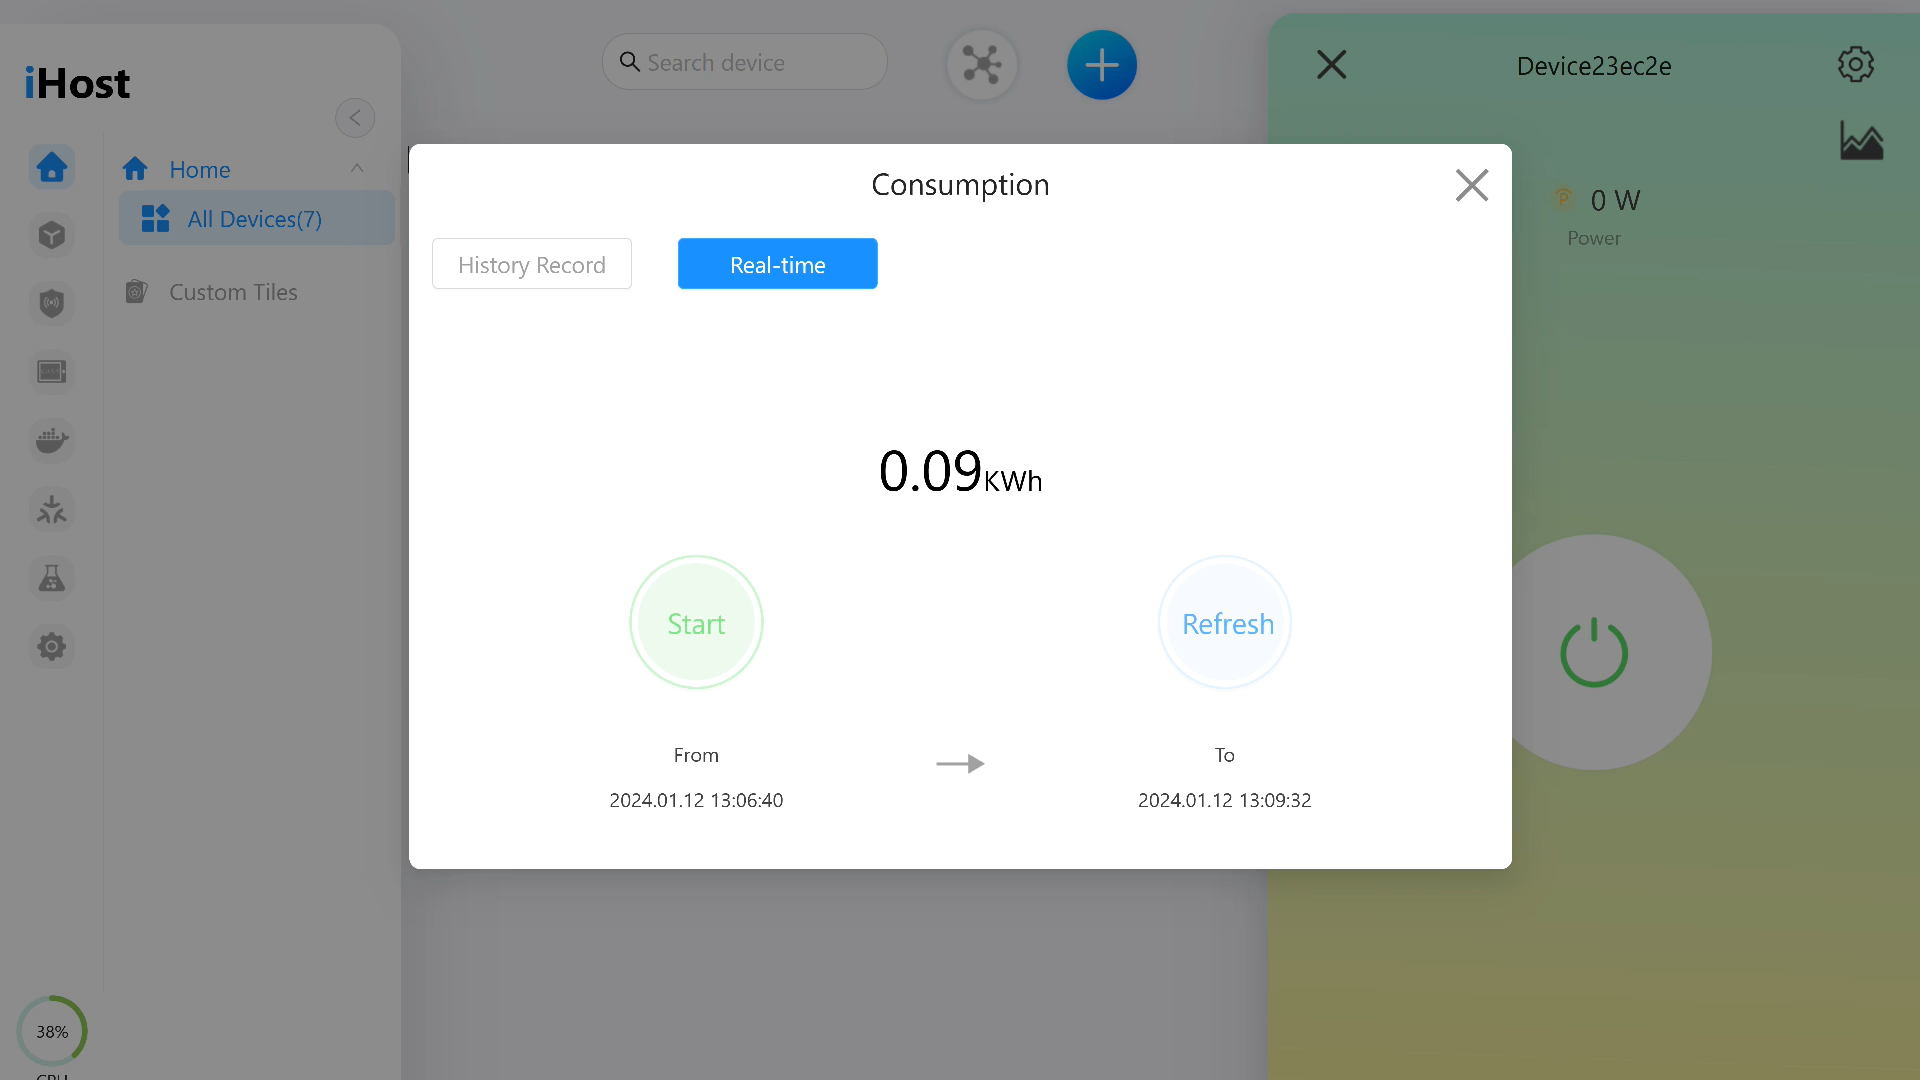 iHost
Search device
Device23ec2e
Home
All Devices(7)
Custom Tiles
Consumption
History Record
Real-time
0 W
Power
0.09KWh
Start
Refresh
From
To
2024.01.12 13:06:40
2024.01.12 13:09:32
38%
CPU